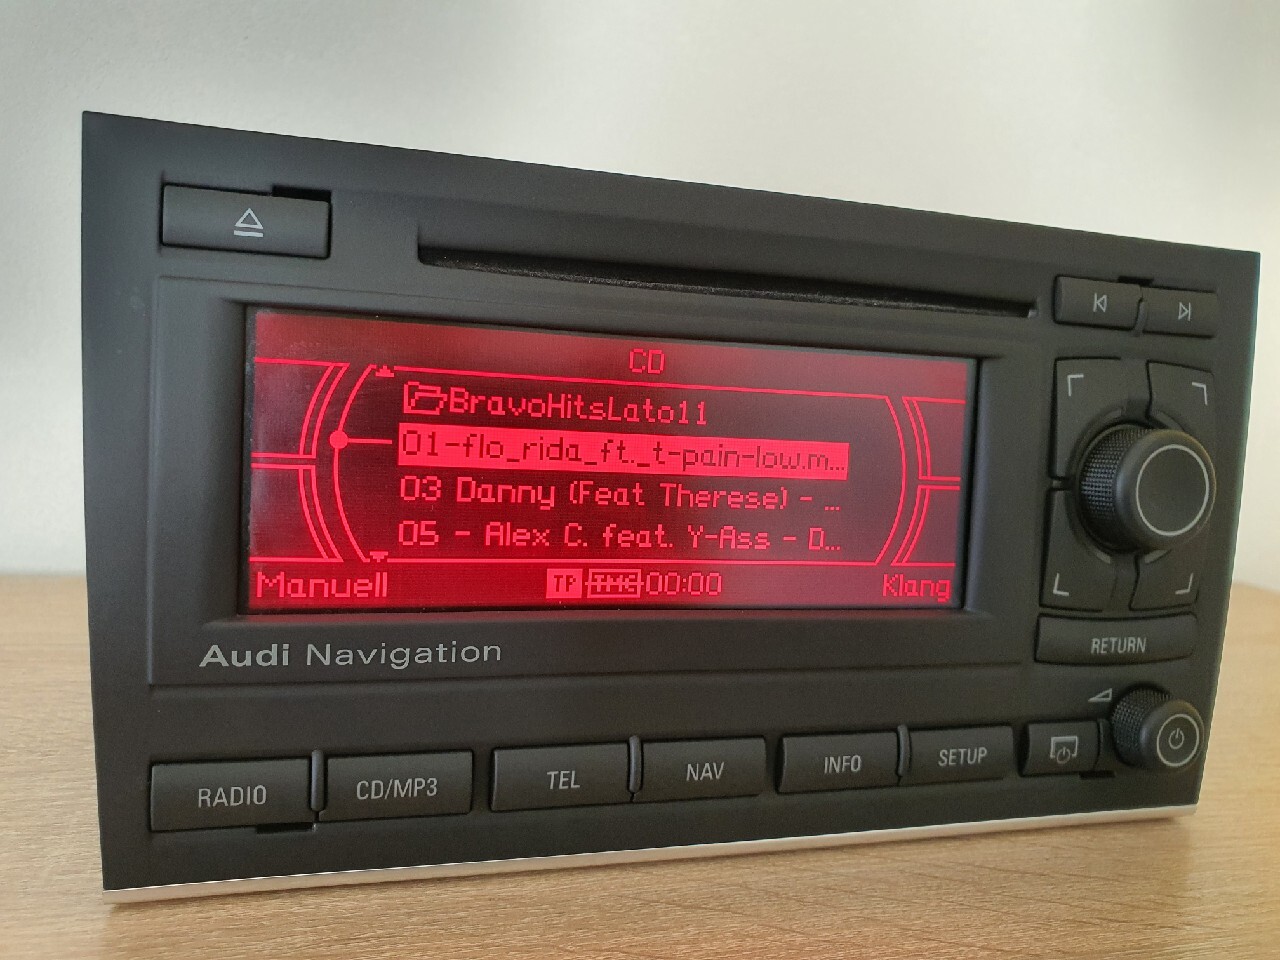 CD
BravoHitsLato11
01-flo_rida_ft._t-pain-low.m...
03 Danny (Feat Therese) - ...
05 - Alex C. feat. Y-Ass - D...
Manuell TP TMC 00:00 Klang
Audi Navigation
RETURN
RADIO CD/MP3 TEL NAV INFO SETUP